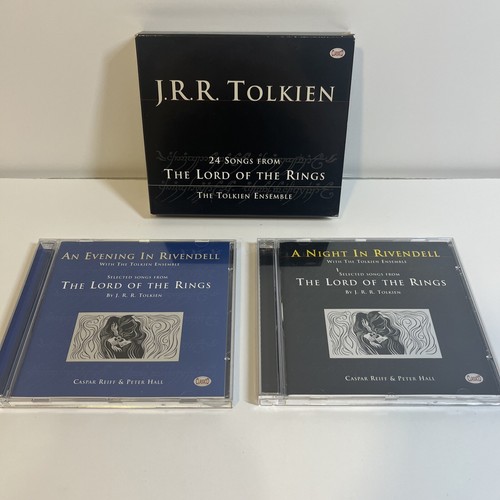 J.R.R. TOLKIEN
24 SONGS FROM
THE LORD OF THE RINGS
THE TOLKIEN ENSEMBLE
AN EVENING IN RIVENDELL
WITH THE TOLKIEN ENSEMBLE
SELECTED SONGS FROM
THE LORD OF THE RINGS
BY J. R. R. TOLKIEN
CASPAR REIFF & PETER HALL
A NIGHT IN RIVENDELL
WITH THE TOLKIEN ENSEMBLE
SELECTED SONGS FROM
THE LORD OF THE RINGS
BY J. R. R. TOLKIEN
CASPAR REIFF & PETER HALL